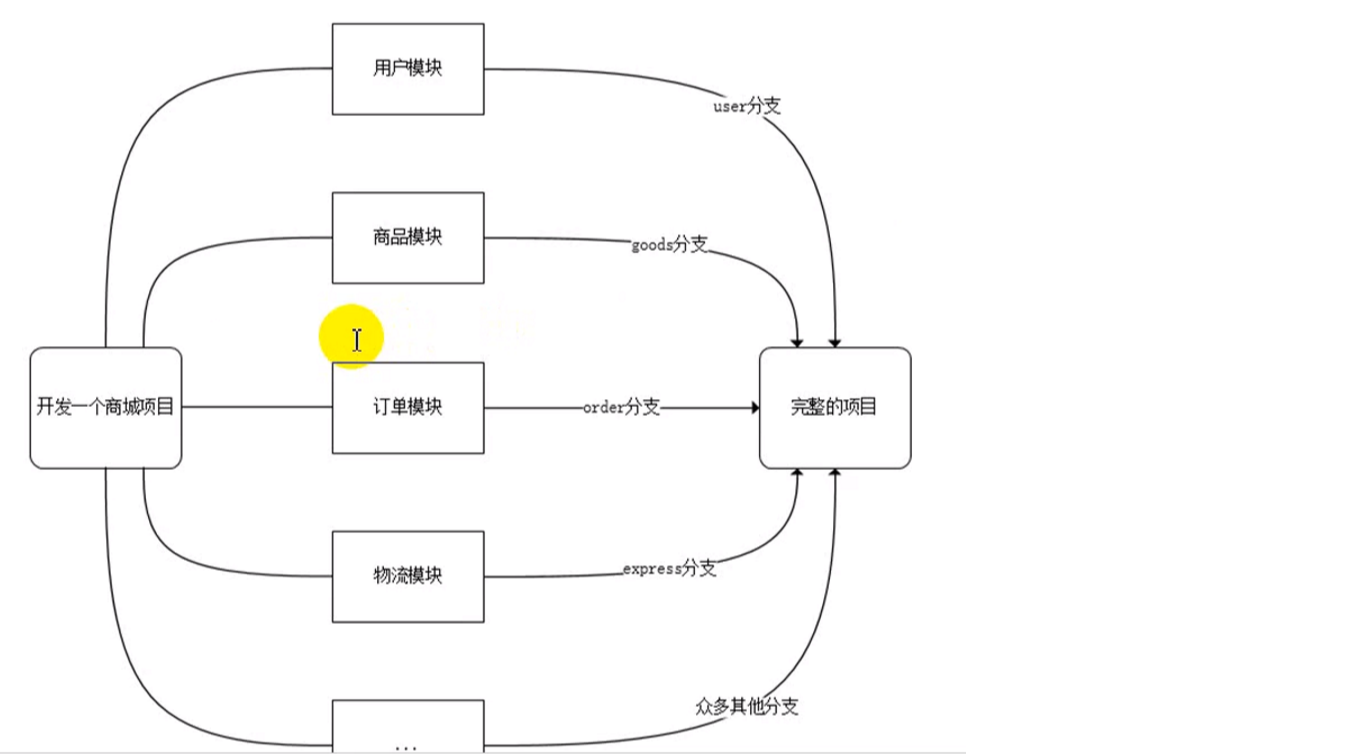 用户模块
user分支
商品模块
goods分支
开发一个商城项目
订单模块
order分支
完整的项目
物流模块
express分支
众多其他分支
...